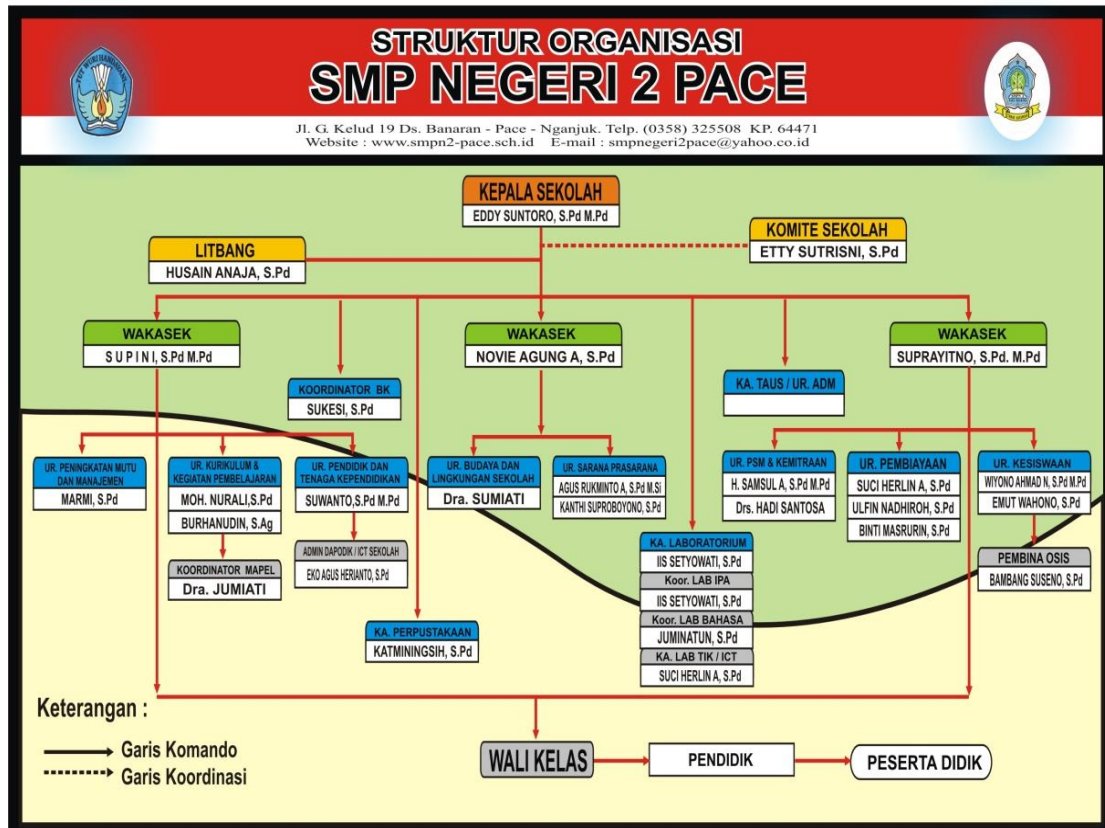 STRUKTUR ORGANISASI
SMP NEGERI 2 PACE
TUT WURI HANDAYANI
Jl. G. Kelud 19 Ds. Banaran - Pace - Nganjuk. Telp. (0358) 325508 KP. 64471
Website : www.smpn2-pace.sch.id E-mail : smpnegeri2pace@yahoo.co.id
KEPALA SEKOLAH
EDDY SUNTORO, S.Pd M.Pd
LITBANG
HUSAIN ANAJA, S.Pd
KOMITE SEKOLAH
ETTY SUTRISNI, S.Pd
WAKASEK
S U P I N I, S.Pd M.Pd
WAKASEK
NOVIE AGUNG A, S.Pd
WAKASEK
SUPRAYITNO, S.Pd. M.Pd
KOORDINATOR BK
SUKESI, S.Pd
KA. TAUS / UR. ADM
UR. PENINGKATAN MUTU
DAN MANAJEMEN
MARMI, S.Pd
UR. KURIKULUM &
KEGIATAN PEMBELAJARAN
MOH. NURALI,S.Pd
BURHANUDIN, S.Ag
UR. PENDIDIK DAN
TENAGA KEPENDIDIKAN
SUWANTO,S.Pd M.Pd
UR. BUDAYA DAN
LINGKUNGAN SEKOLAH
Dra. SUMIATI
UR. SARANA PRASARANA
AGUS RUKMINTO A, S.Pd M.Si
KANTHI SUPROBOYONO, S.Pd
UR. PSM & KEMITRAAN
H. SAMSUL A, S.Pd M.Pd
Drs. HADI SANTOSA
UR. PEMBIAYAAN
SUCI HERLIN A, S.Pd
ULFIN NADHIROH, S.Pd
BINTI MASRURIN, S.Pd
UR. KESISWAAN
WIYONO AHMAD N, S.Pd M.Pd
EMUT WAHONO, S.Pd
KOORDINATOR MAPEL
Dra. JUMIATI
ADMIN DAPODIK / ICT SEKOLAH
EKO AGUS HERIANTO, S.Pd
KA. LABORATORIUM
IIS SETYOWATI, S.Pd
Koor. LAB IPA
IIS SETYOWATI, S.Pd
Koor. LAB BAHASA
JUMINATUN, S.Pd
KA. LAB TIK / ICT
SUCI HERLIN A, S.Pd
PEMBINA OSIS
BAMBANG SUSENO, S.Pd
KA. PERPUSTAKAAN
KATMININGSIH, S.Pd
Keterangan :
Garis Komando
Garis Koordinasi
WALI KELAS
PENDIDIK
PESERTA DIDIK